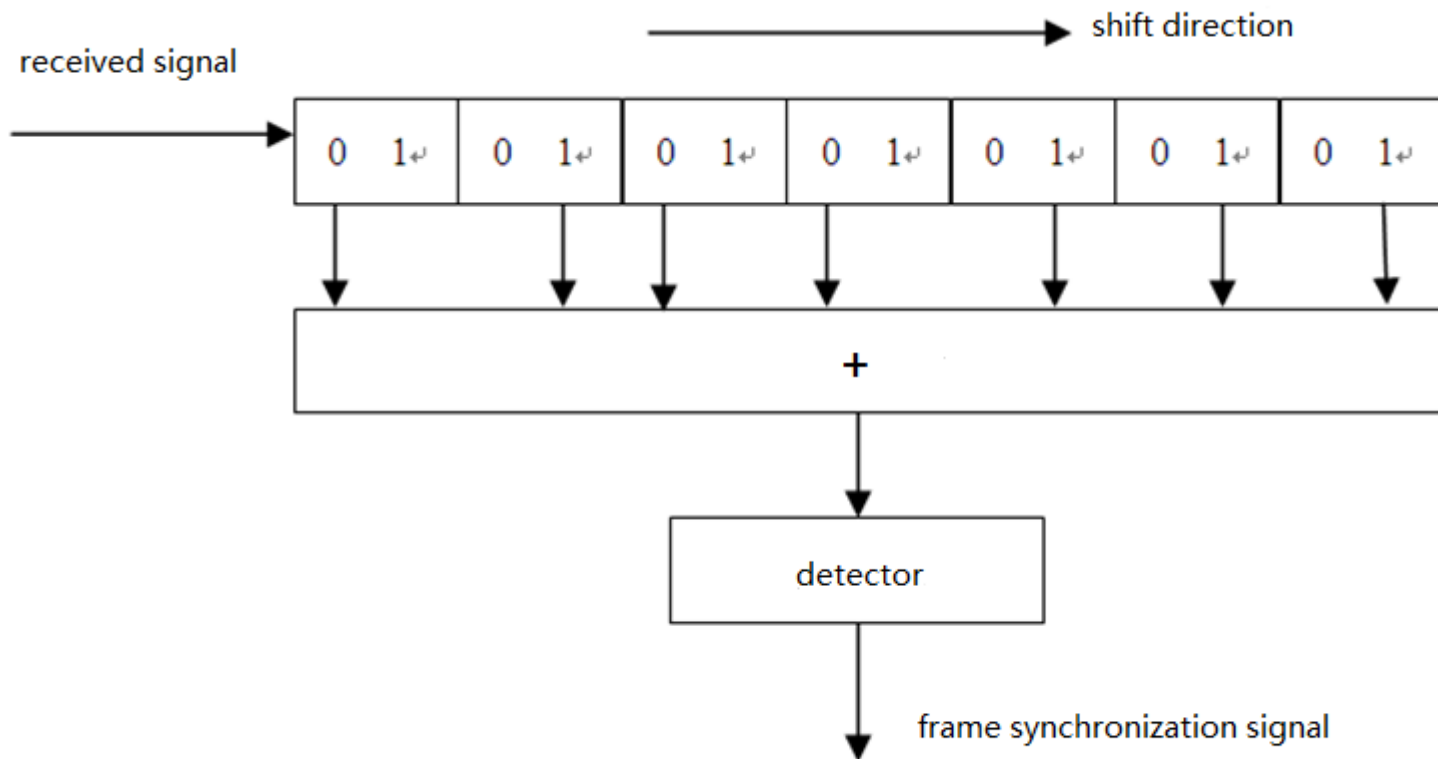 shift direction
received signal
0 1↵ 0 1↵ 0 1↵ 0 1↵ 0 1↵ 0 1↵ 0 1↵
+
detector
frame synchronization signal